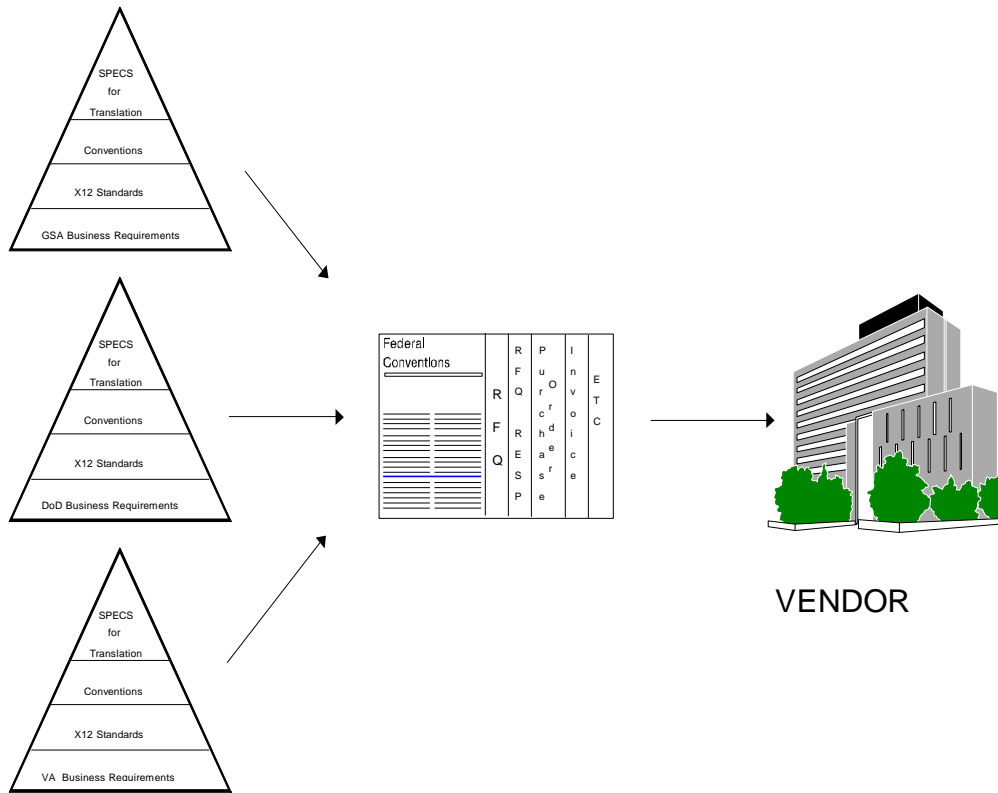 SPECS
for
Translation
Conventions
X12 Standards
GSA Business Requirements
SPECS
for
Translation
Conventions
X12 Standards
DoD Business Requirements
SPECS
for
Translation
Conventions
X12 Standards
VA Business Requirements
Federal
Conventions
RFQ
RFQ RESP
Purchase
Order
Invoice
ETC
VENDOR